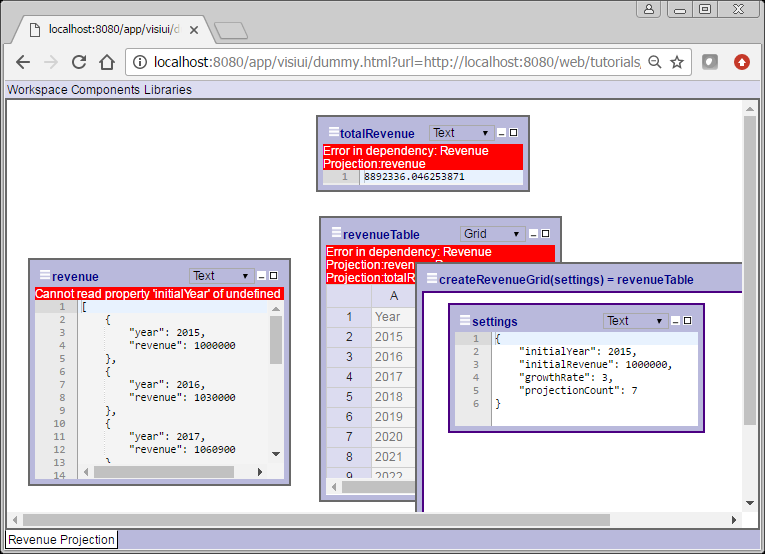 localhost:8080/app/visiui/d
localhost:8080/app/visiui/dummy.html?url=http://localhost:8080/web/tutorials
Workspace Components Libraries
totalRevenue Text
Error in dependency: Revenue
Projection:revenue
1 8892336.046253871
revenueTable Grid
Error in dependency: Revenue
Projection:reven
Projection:totalR
A
1 Year
2 2015
3 2016
4 2017
5 2018
6 2019
7 2020
8 2021
9 2022
revenue Text
Cannot read property 'initialYear' of undefined
1 [
2 {
3 "year": 2015,
4 "revenue": 1000000
5 },
6 {
7 "year": 2016,
8 "revenue": 1030000
9 },
10 {
11 "year": 2017,
12 "revenue": 1060900
13 }
14
createRevenueGrid(settings) = revenueTable
settings Text
1 {
2 "initialYear": 2015,
3 "initialRevenue": 1000000,
4 "growthRate": 3,
5 "projectionCount": 7
6 }
Revenue Projection